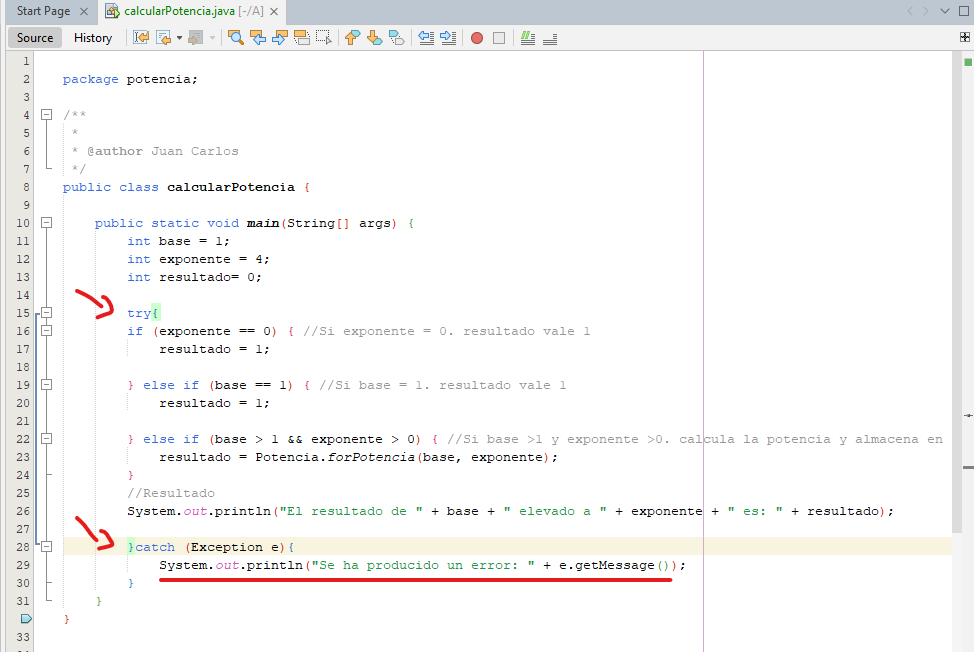 Start Page
calcularPotencia.java [-/A]
Source History
1
2 package potencia;
3
4 /**
5 *
6 * @author Juan Carlos
7 */
8 public class calcularPotencia {
9
10 public static void main(String[] args) {
11 int base = 1;
12 int exponente = 4;
13 int resultado= 0;
14
15 try{
16 if (exponente == 0) { //Si exponente = 0. resultado vale 1
17 resultado = 1;
18
19 } else if (base == 1) { //Si base = 1. resultado vale 1
20 resultado = 1;
21
22 } else if (base > 1 && exponente > 0) { //Si base >1 y exponente >0. calcula la potencia y almacena en
23 resultado = Potencia.forPotencia(base, exponente);
24 }
25 //Resultado
26 System.out.println("El resultado de " + base + " elevado a " + exponente + " es: " + resultado);
27
28 }catch (Exception e){
29 System.out.println("Se ha producido un error: " + e.getMessage());
30 }
31 }
}
33